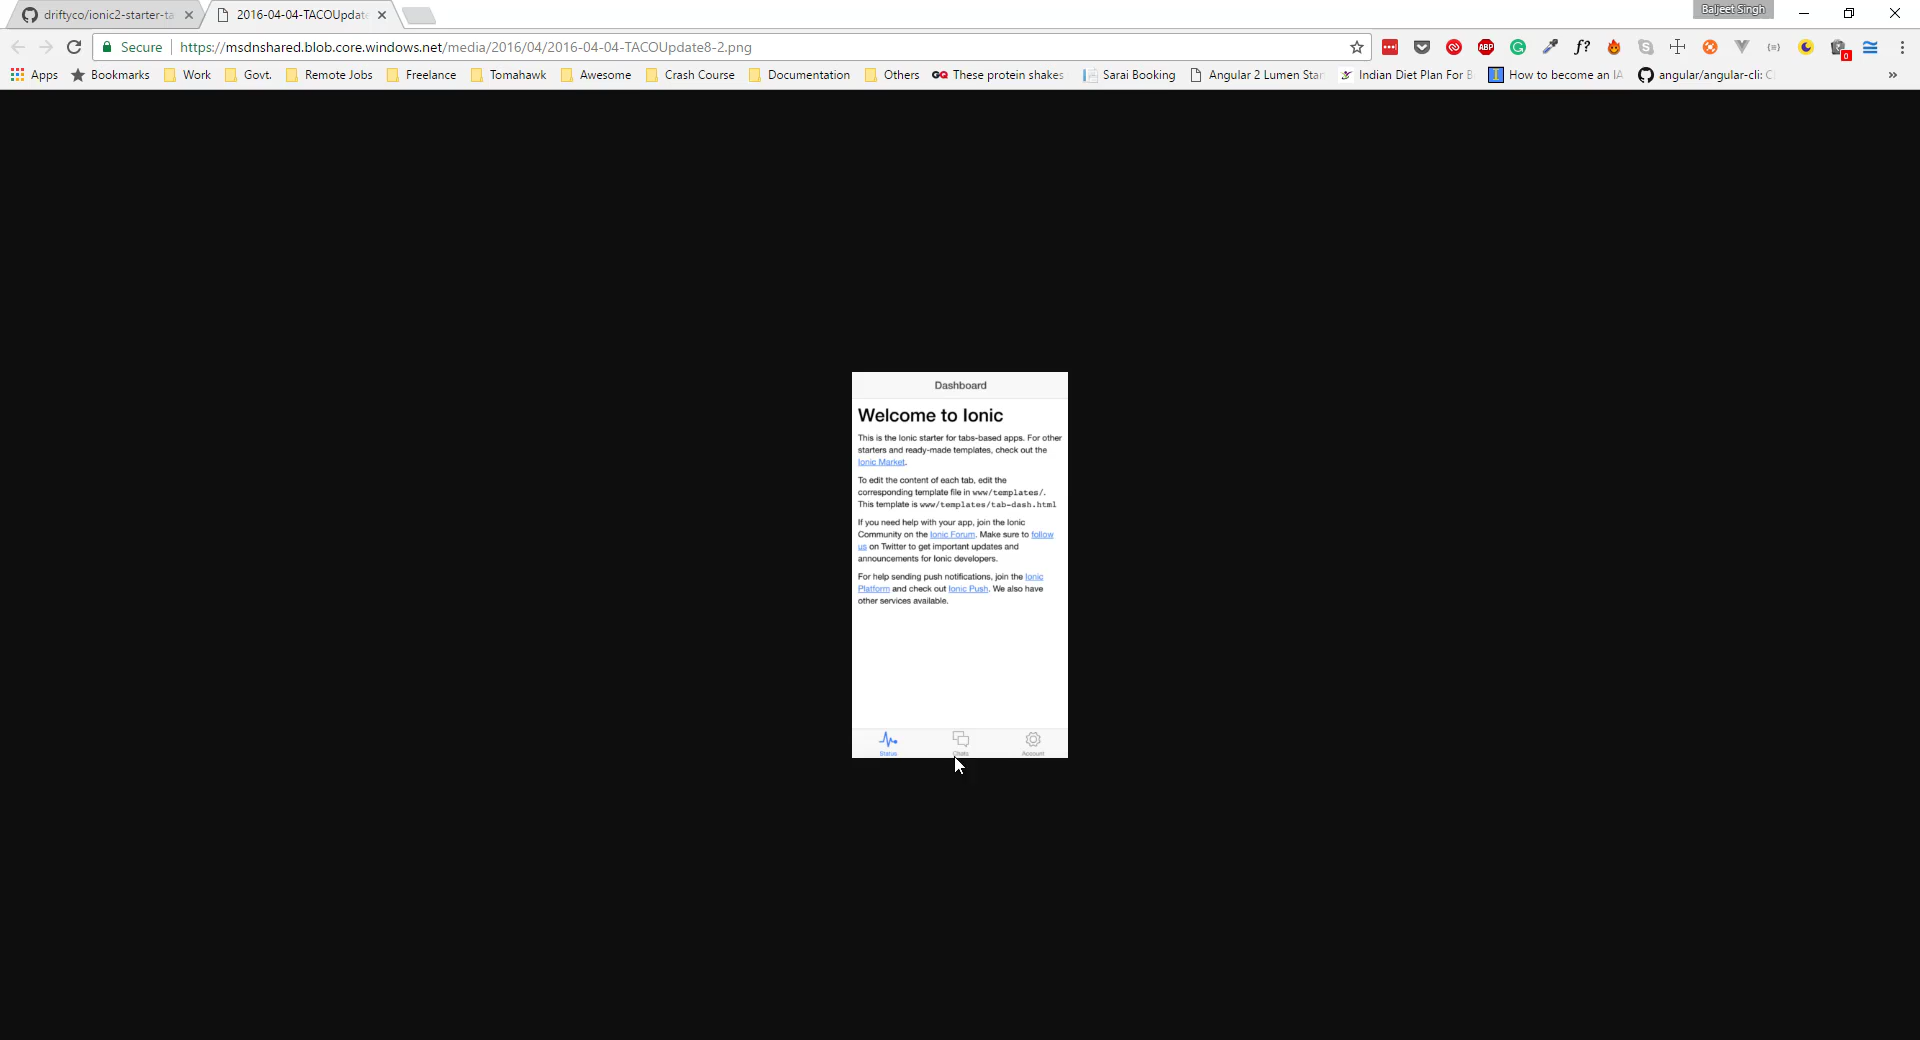 driftyco/ionic2-starter-ta
2016-04-04-TACOUpdate
Baljeet Singh
Secure
https://msdnshared.blob.core.windows.net/media/2016/04/2016-04-04-TACOUpdate8-2.png
ABP
f?
0
Apps
Bookmarks
Work
Govt.
Remote Jobs
Freelance
Tomahawk
Awesome
Crash Course
Documentation
Others
GQ
These protein shakes
Sarai Booking
Angular 2 Lumen Star
Indian Diet Plan For B
How to become an IA
angular/angular-cli: C
Dashboard
Welcome to Ionic
This is the Ionic starter for tabs-based apps. For other
starters and ready-made templates, check out the
Ionic Market.
To edit the content of each tab, edit the
corresponding template file in www/templates/.
This template is www/templates/tab-dash.html
If you need help with your app, join the Ionic
Community on the Ionic Forum. Make sure to follow
us on Twitter to get important updates and
announcements for Ionic developers.
For help sending push notifications, join the Ionic
Platform and check out Ionic Push. We also have
other services available.
Status
Chats
Account